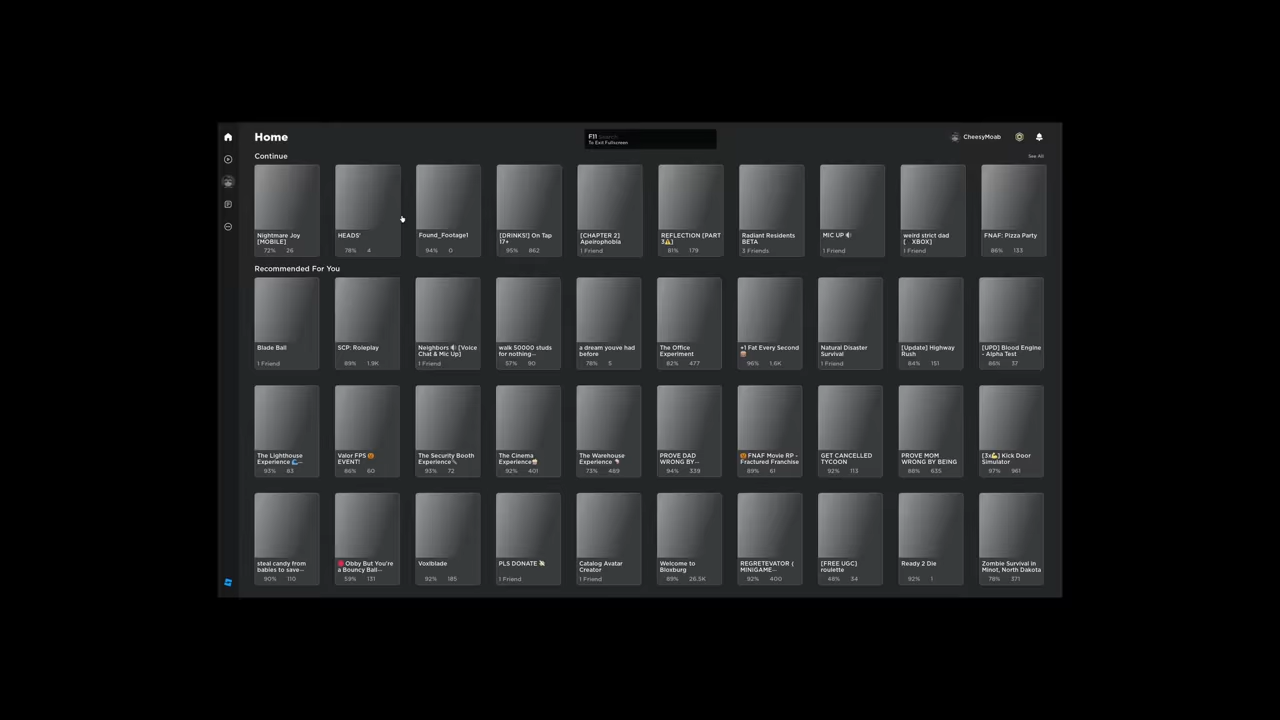 Home
F11 Search
To Exit Fullscreen
CheesyMoab
Continue
See All
Nightmare Joy
[MOBILE]
72% 26
HEADS'
78% 4
Found_Footage1
94% 0
[DRINKS!] On Tap
17+
95% 862
[CHAPTER 2]
Apeirophobia
1 Friend
REFLECTION [PART
3⚠️]
81% 179
Radiant Residents
BETA
3 Friends
MIC UP 🔊
1 Friend
weird strict dad
[ XBOX]
1 Friend
FNAF: Pizza Party
86% 133
Recommended For You
Blade Ball
1 Friend
SCP: Roleplay
89% 1.9K
Neighbors 🔊 [Voice
Chat & Mic Up]
1 Friend
walk 50000 studs
for nothing...
57% 90
a dream youve had
before
78% 5
The Office
Experiment
82% 477
+1 Fat Every Second
🍔
96% 1.6K
Natural Disaster
Survival
1 Friend
[Update] Highway
Rush
84% 151
[UPD] Blood Engine
- Alpha Test
86% 37
The Lighthouse
Experience 🌊...
93% 83
Valor FPS 🎃
EVENT!
86% 60
The Security Booth
Experience🔦
93% 72
The Cinema
Experience🍿
92% 401
The Warehouse
Experience 🔫
73% 489
PROVE DAD
WRONG BY...
94% 339
🎃FNAF Movie RP -
Fractured Franchise
89% 61
GET CANCELLED
TYCOON
92% 113
PROVE MOM
WRONG BY BEING
88% 635
[3x💪] Kick Door
Simulator
97% 961
steal candy from
babies to save...
90% 110
🔴 Obby But You're
a Bouncy Ball...
59% 131
Voxlblade
92% 185
PLS DONATE 💸
1 Friend
Catalog Avatar
Creator
1 Friend
Welcome to
Bloxburg
89% 26.5K
REGRETEVATOR (
MINIGAME...
92% 400
[FREE UGC]
roulette
48% 34
Ready 2 Die
92% 1
Zombie Survival in
Minot, North Dakota
78% 371